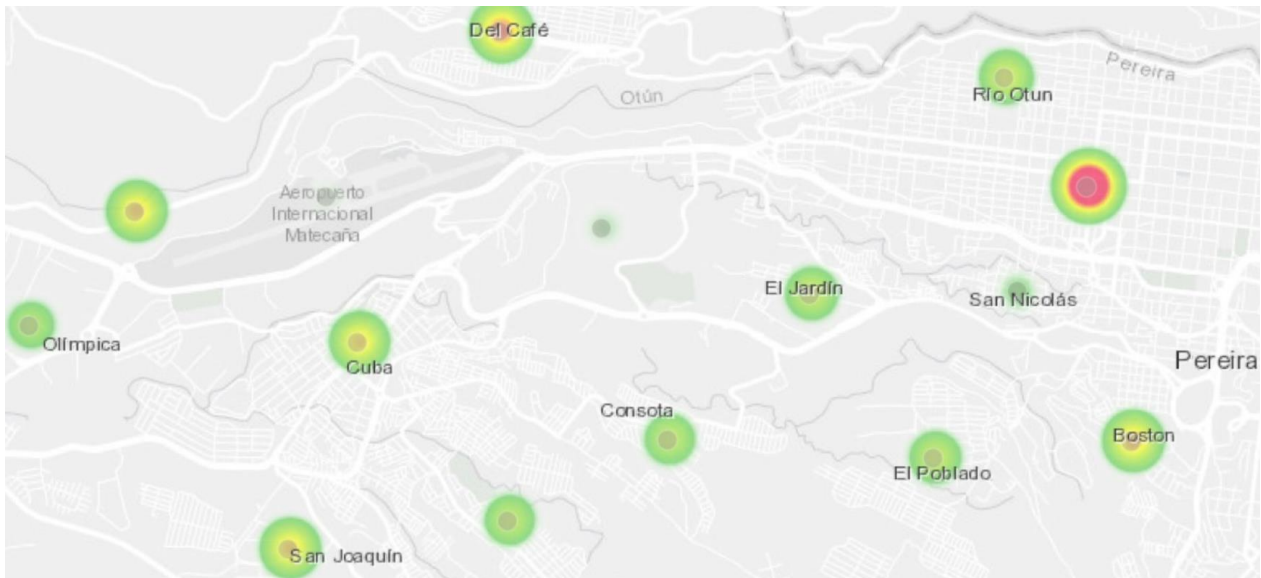 Del Café
Pereira
Río Otun
Otún
Aeropuerto
Internacional
Matecaña
El Jardín
San Nicolás
Olímpica
Cuba
Pereira
Consota
Boston
El Poblado
San Joaquín